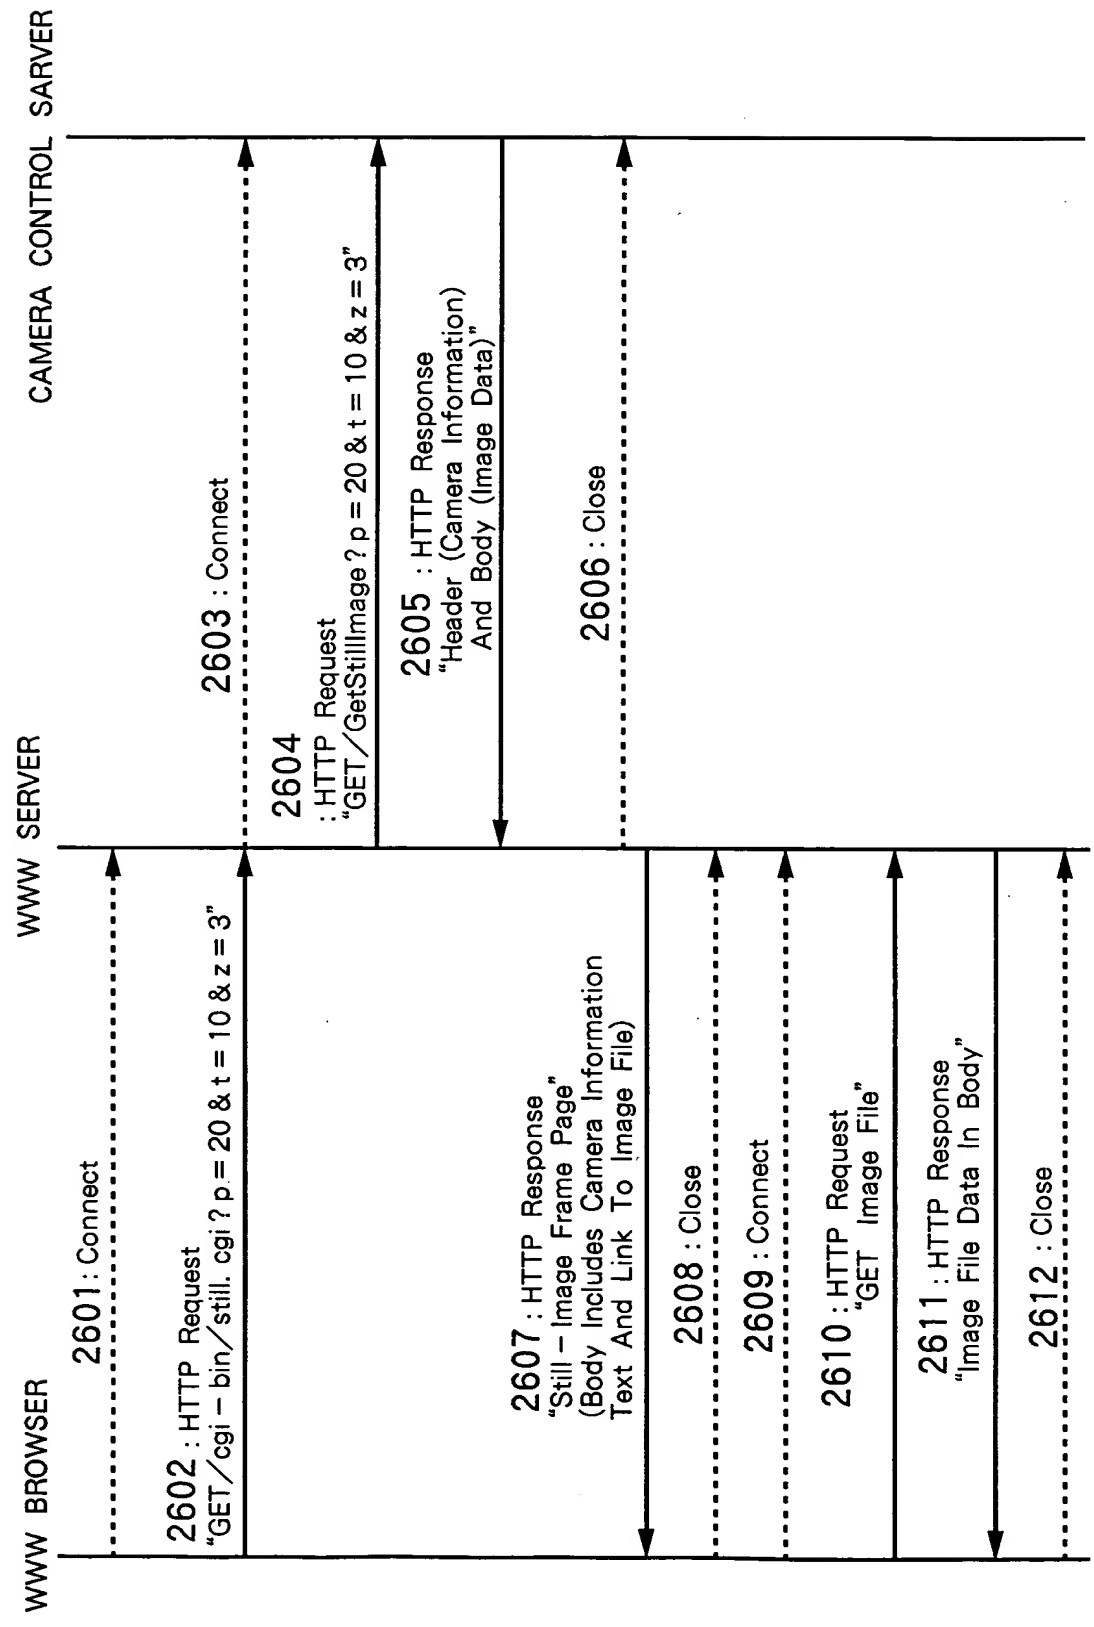 WWW BROWSER
WWW SERVER
CAMERA CONTROL SARVER
2601 : Connect
2602 : HTTP Request
“GET/cgi-bin/still. cgi ? p = 20 & t = 10 & z = 3”
2603 : Connect
2604
: HTTP Request
“GET/GetStillImage ? p = 20 & t = 10 & z = 3”
2605 : HTTP Response
“Header (Camera Information)
And Body (Image Data)”
2606 : Close
2607 : HTTP Response
“Still - Image Frame Page”
(Body Includes Camera Information
Text And Link To Image File)
2608 : Close
2609 : Connect
2610 : HTTP Request
“GET Image File”
2611 : HTTP Response
“Image File Data In Body”
2612 : Close